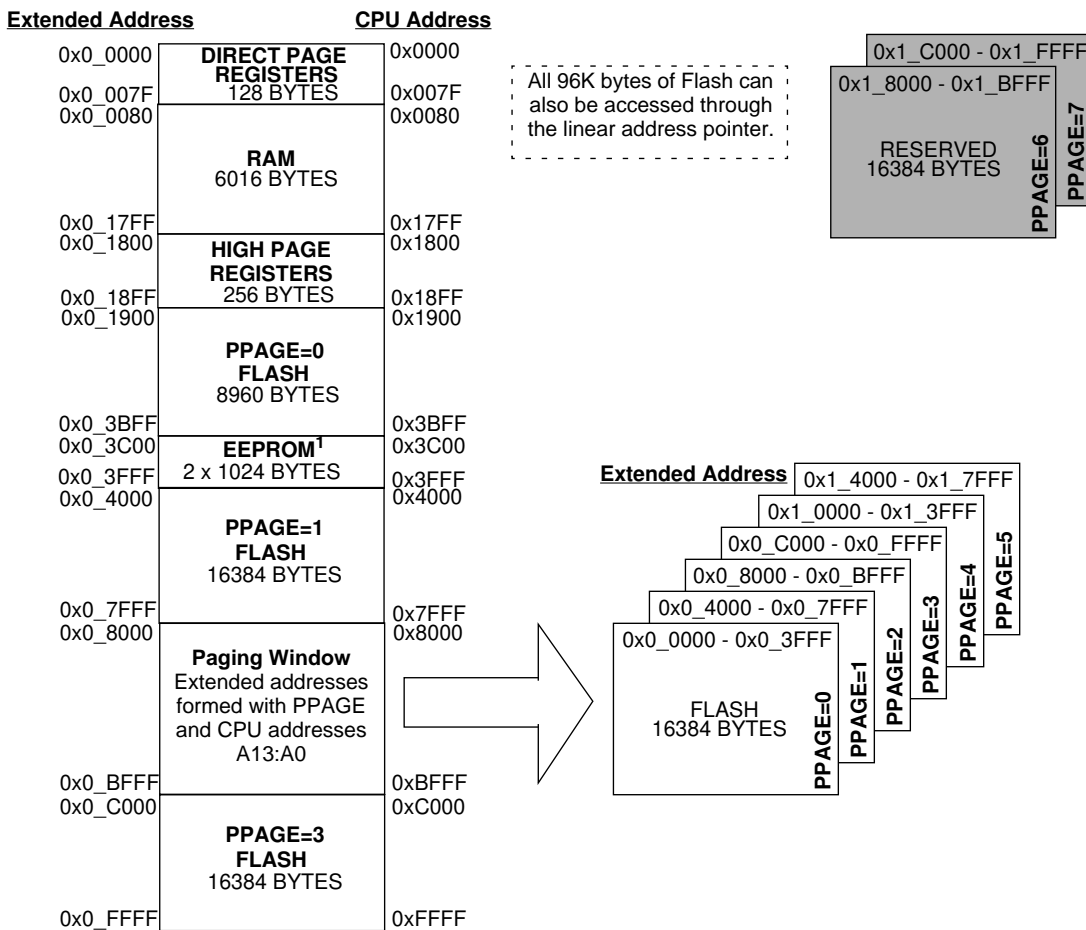 Extended Address CPU Address
0x0_0000 DIRECT PAGE 0x0000
REGISTERS
0x0_007F 128 BYTES 0x007F
0x0_0080 0x0080
RAM
6016 BYTES
0x0_17FF 0x17FF
0x0_1800 HIGH PAGE 0x1800
REGISTERS
0x0_18FF 256 BYTES 0x18FF
0x0_1900 0x1900
PPAGE=0
FLASH
8960 BYTES
0x0_3BFF 0x3BFF
0x0_3C00 EEPROM1 0x3C00
0x0_3FFF 2 x 1024 BYTES 0x3FFF
0x0_4000 0x4000
PPAGE=1
FLASH
16384 BYTES
0x0_7FFF 0x7FFF
0x0_8000 0x8000
Paging Window
Extended addresses
formed with PPAGE
and CPU addresses
A13:A0
0x0_BFFF 0xBFFF
0x0_C000 0xC000
PPAGE=3
FLASH
16384 BYTES
0x0_FFFF 0xFFFF
All 96K bytes of Flash can
also be accessed through
the linear address pointer.
0x1_C000 - 0x1_FFFF
PPAGE=7
0x1_8000 - 0x1_BFFF
RESERVED
16384 BYTES
PPAGE=6
Extended Address
0x1_4000 - 0x1_7FFF
PPAGE=5
0x1_0000 - 0x1_3FFF
PPAGE=4
0x0_C000 - 0x0_FFFF
PPAGE=3
0x0_8000 - 0x0_BFFF
PPAGE=2
0x0_4000 - 0x0_7FFF
PPAGE=1
0x0_0000 - 0x0_3FFF
FLASH
16384 BYTES
PPAGE=0